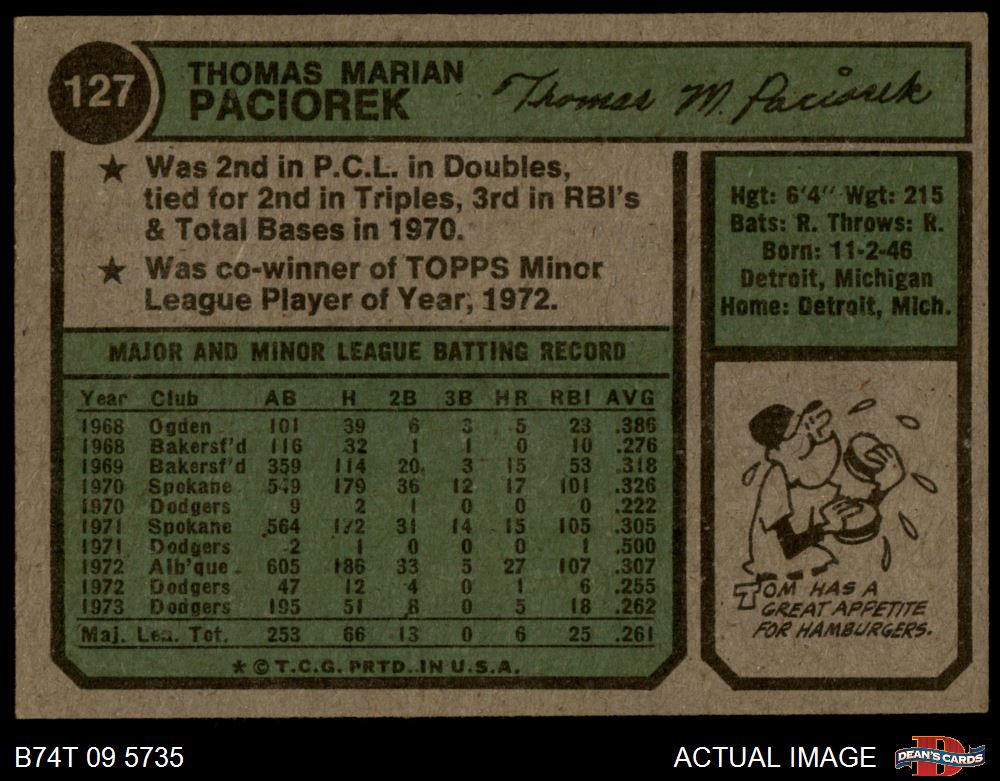 127
THOMAS MARIAN
PACIOREK
Thomas M. Paciorek
★ Was 2nd in P.C.L. in Doubles,
tied for 2nd in Triples, 3rd in RBI's
& Total Bases in 1970.
★ Was co-winner of TOPPS Minor
League Player of Year, 1972.
Hgt: 6'4" Wgt: 215
Bats: R. Throws: R.
Born: 11-2-46
Detroit, Michigan
Home: Detroit, Mich.
MAJOR AND MINOR LEAGUE BATTING RECORD
Year Club AB H 2B 3B HR RBI AVG
1968 Ogden 101 39 6 3 5 23 .386
1968 Bakersf'd 116 32 1 1 0 10 .276
1969 Bakersf'd 359 114 20 3 15 53 .318
1970 Spokane 549 179 36 12 17 101 .326
1970 Dodgers 9 2 1 0 0 0 .222
1971 Spokane 564 172 31 14 15 105 .305
1971 Dodgers 2 1 0 0 0 1 .500
1972 Alb'que 605 186 33 5 27 107 .307
1972 Dodgers 47 12 4 0 1 6 .255
1973 Dodgers 195 51 8 0 5 18 .262
Maj. Lea. Tot. 253 66 13 0 6 25 .261
★ © T.C.G. PRTD. IN U.S.A.
TOM HAS A
GREAT APPETITE
FOR HAMBURGERS.
B74T 09 5735
ACTUAL IMAGE
D
DEAN'S CARDS